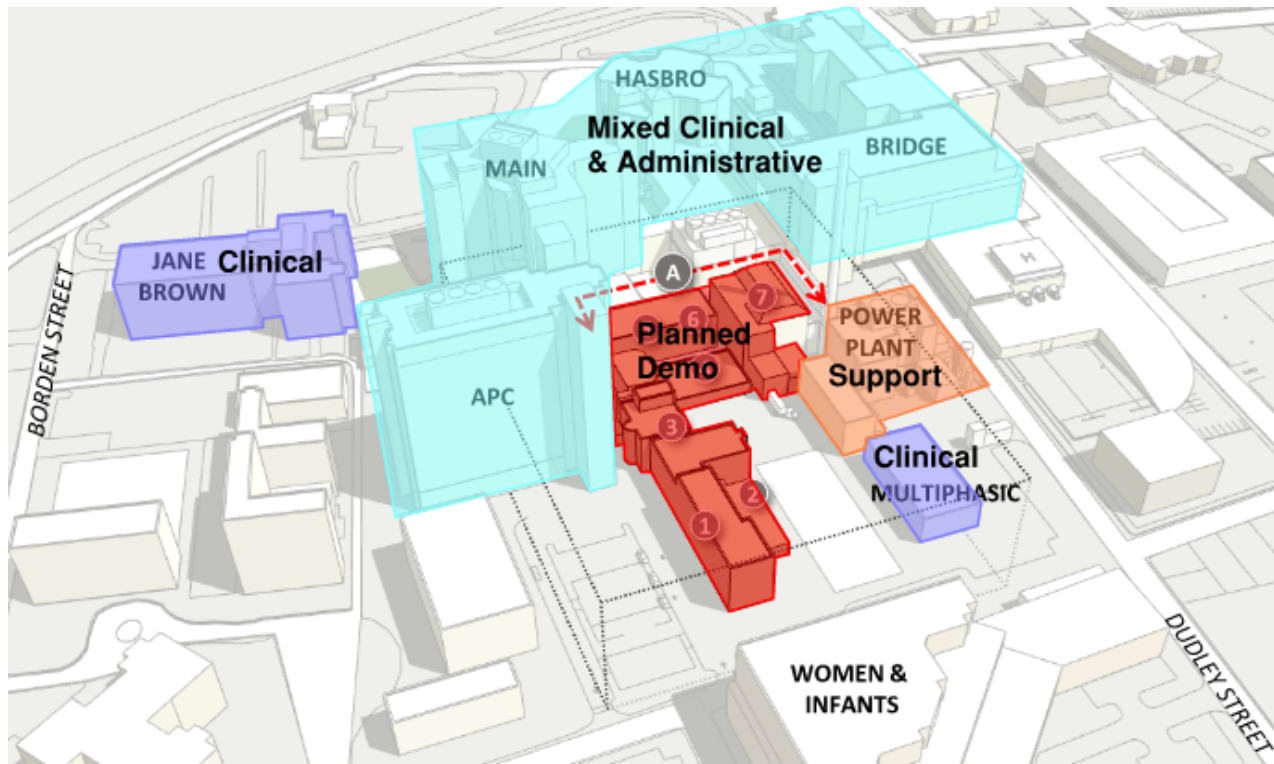 HASBRO
Mixed Clinical
& Administrative
BRIDGE
MAIN
JANE
BROWN
Clinical
A
H
7
6
Planned
Demo
POWER
PLANT
Support
APC
3
Clinical
MULTIPHASIC
2
1
BORDEN STREET
DUDLEY STREET
WOMEN &
INFANTS